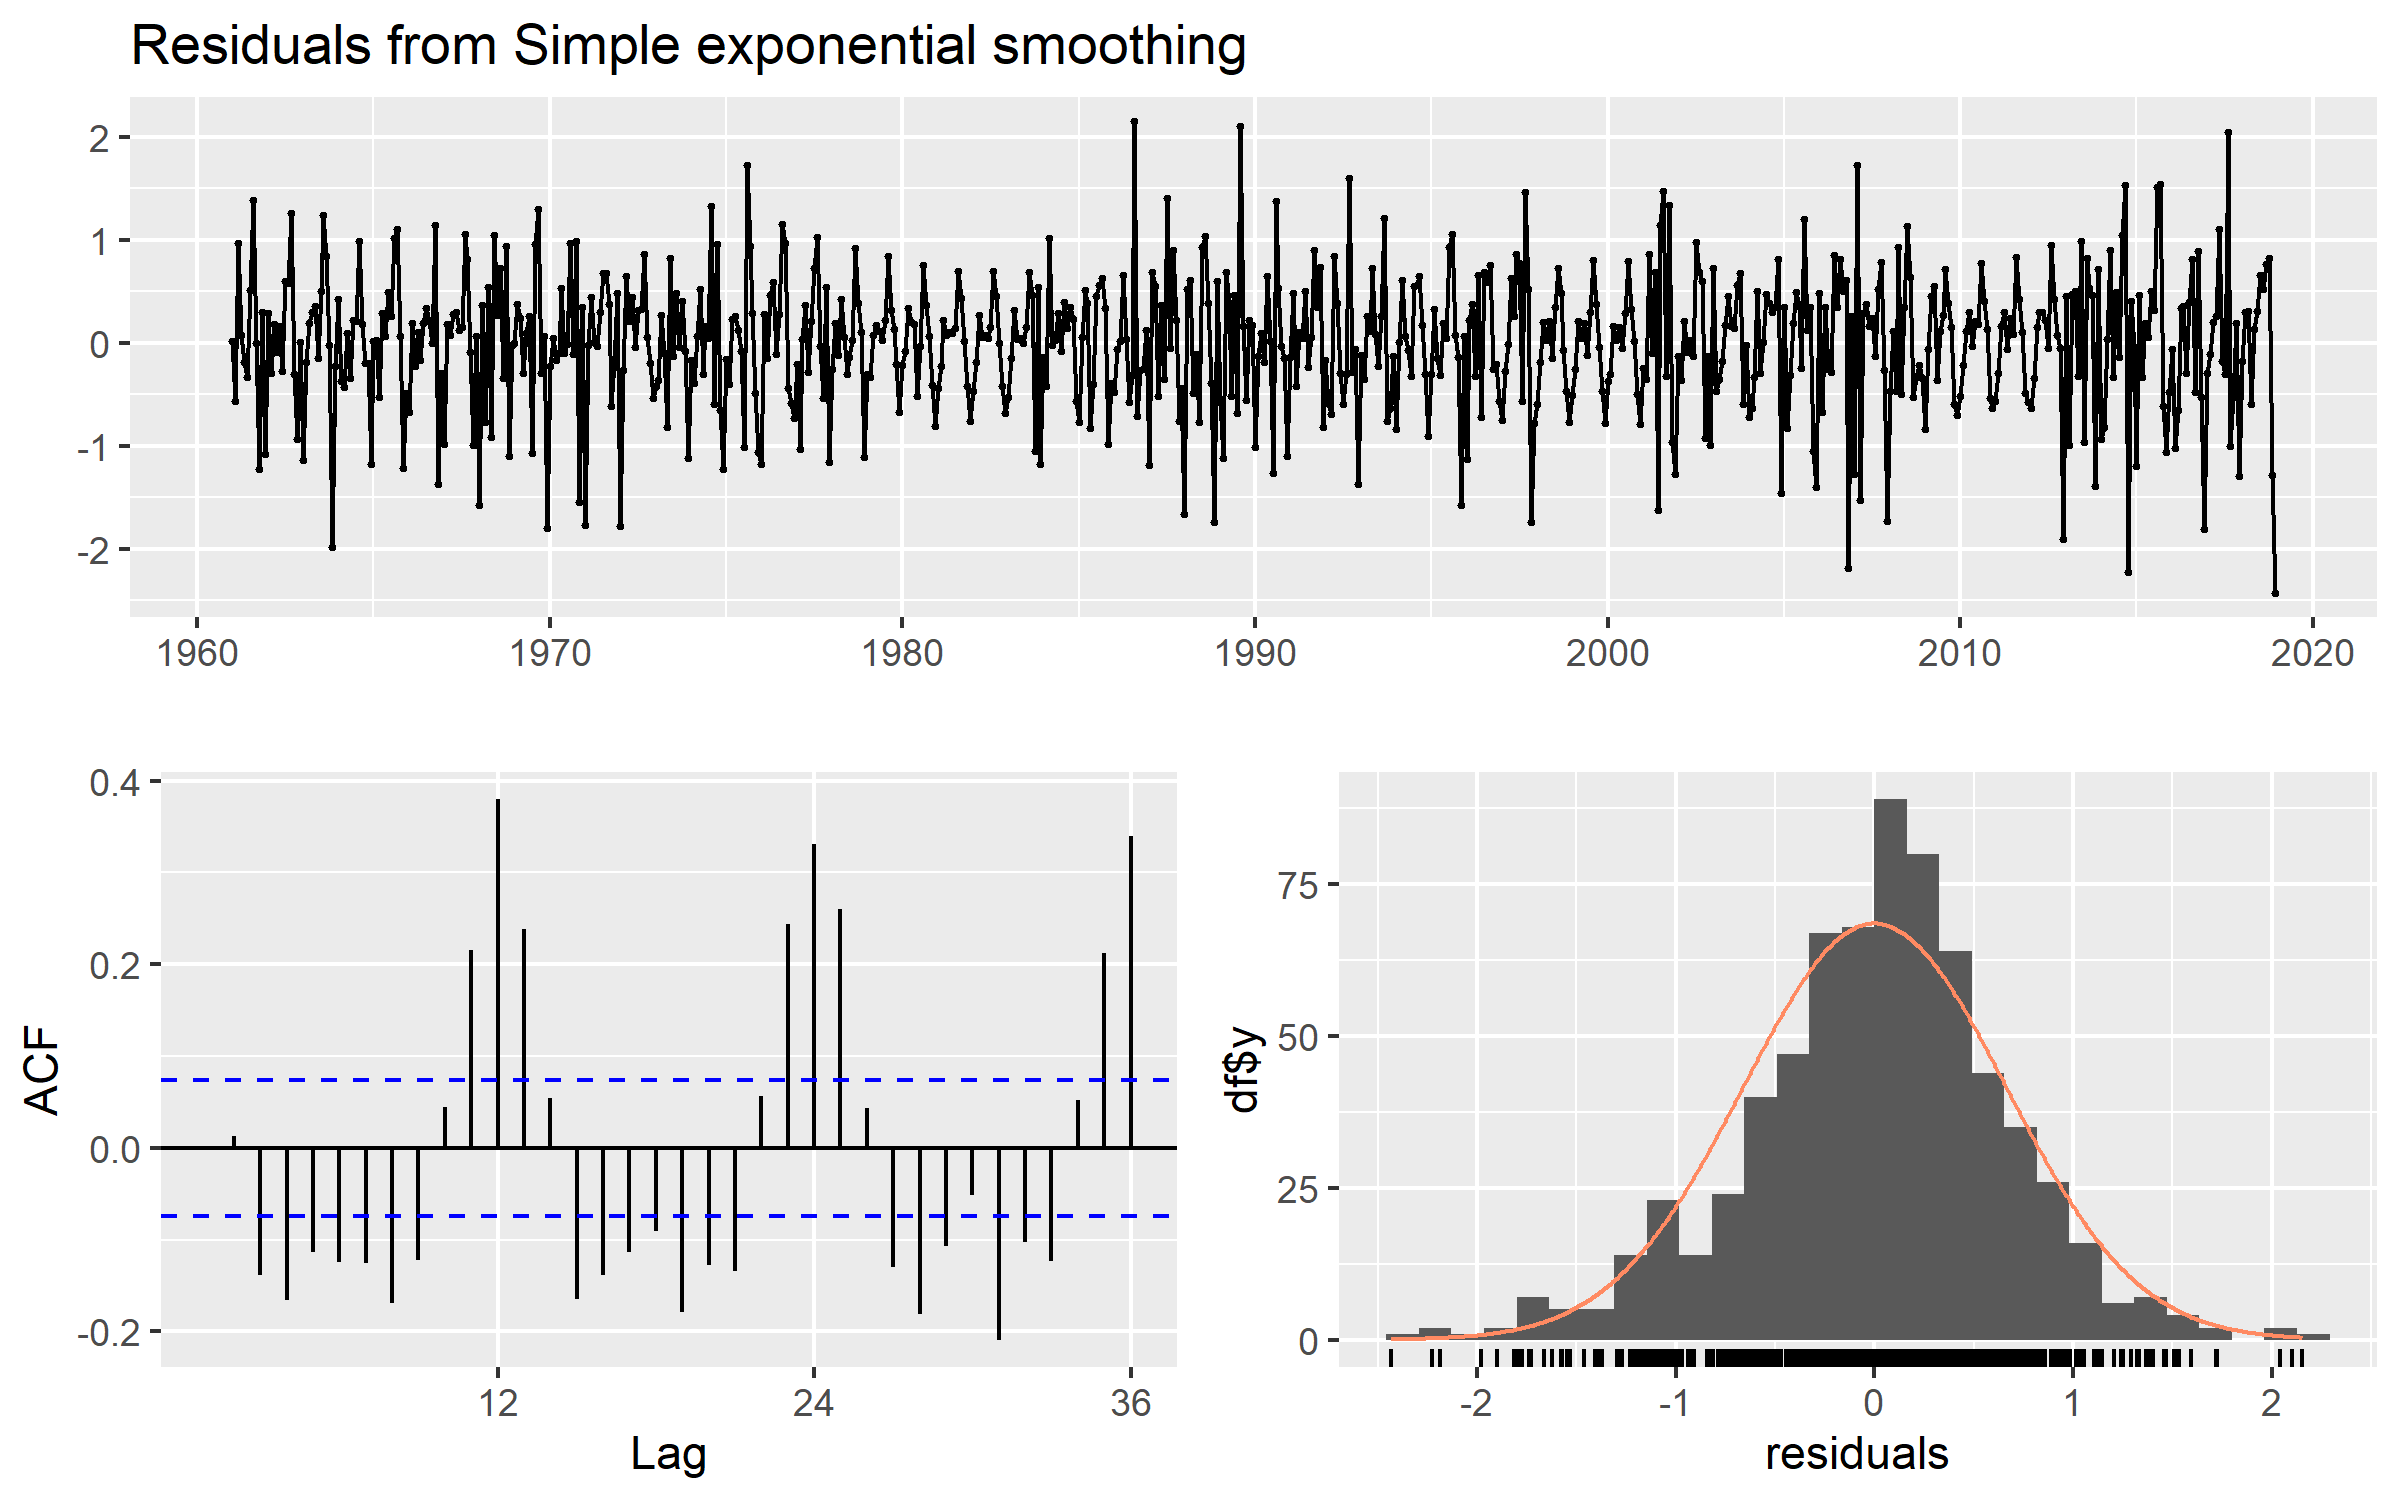 Residuals from Simple exponential smoothing
2
1
0
-1
-2
1960 1970 1980 1990 2000 2010 2020
0.4
0.2
0.0
-0.2
ACF
12 24 36
Lag
75
50
25
0
df$y
-2 -1 0 1 2
residuals